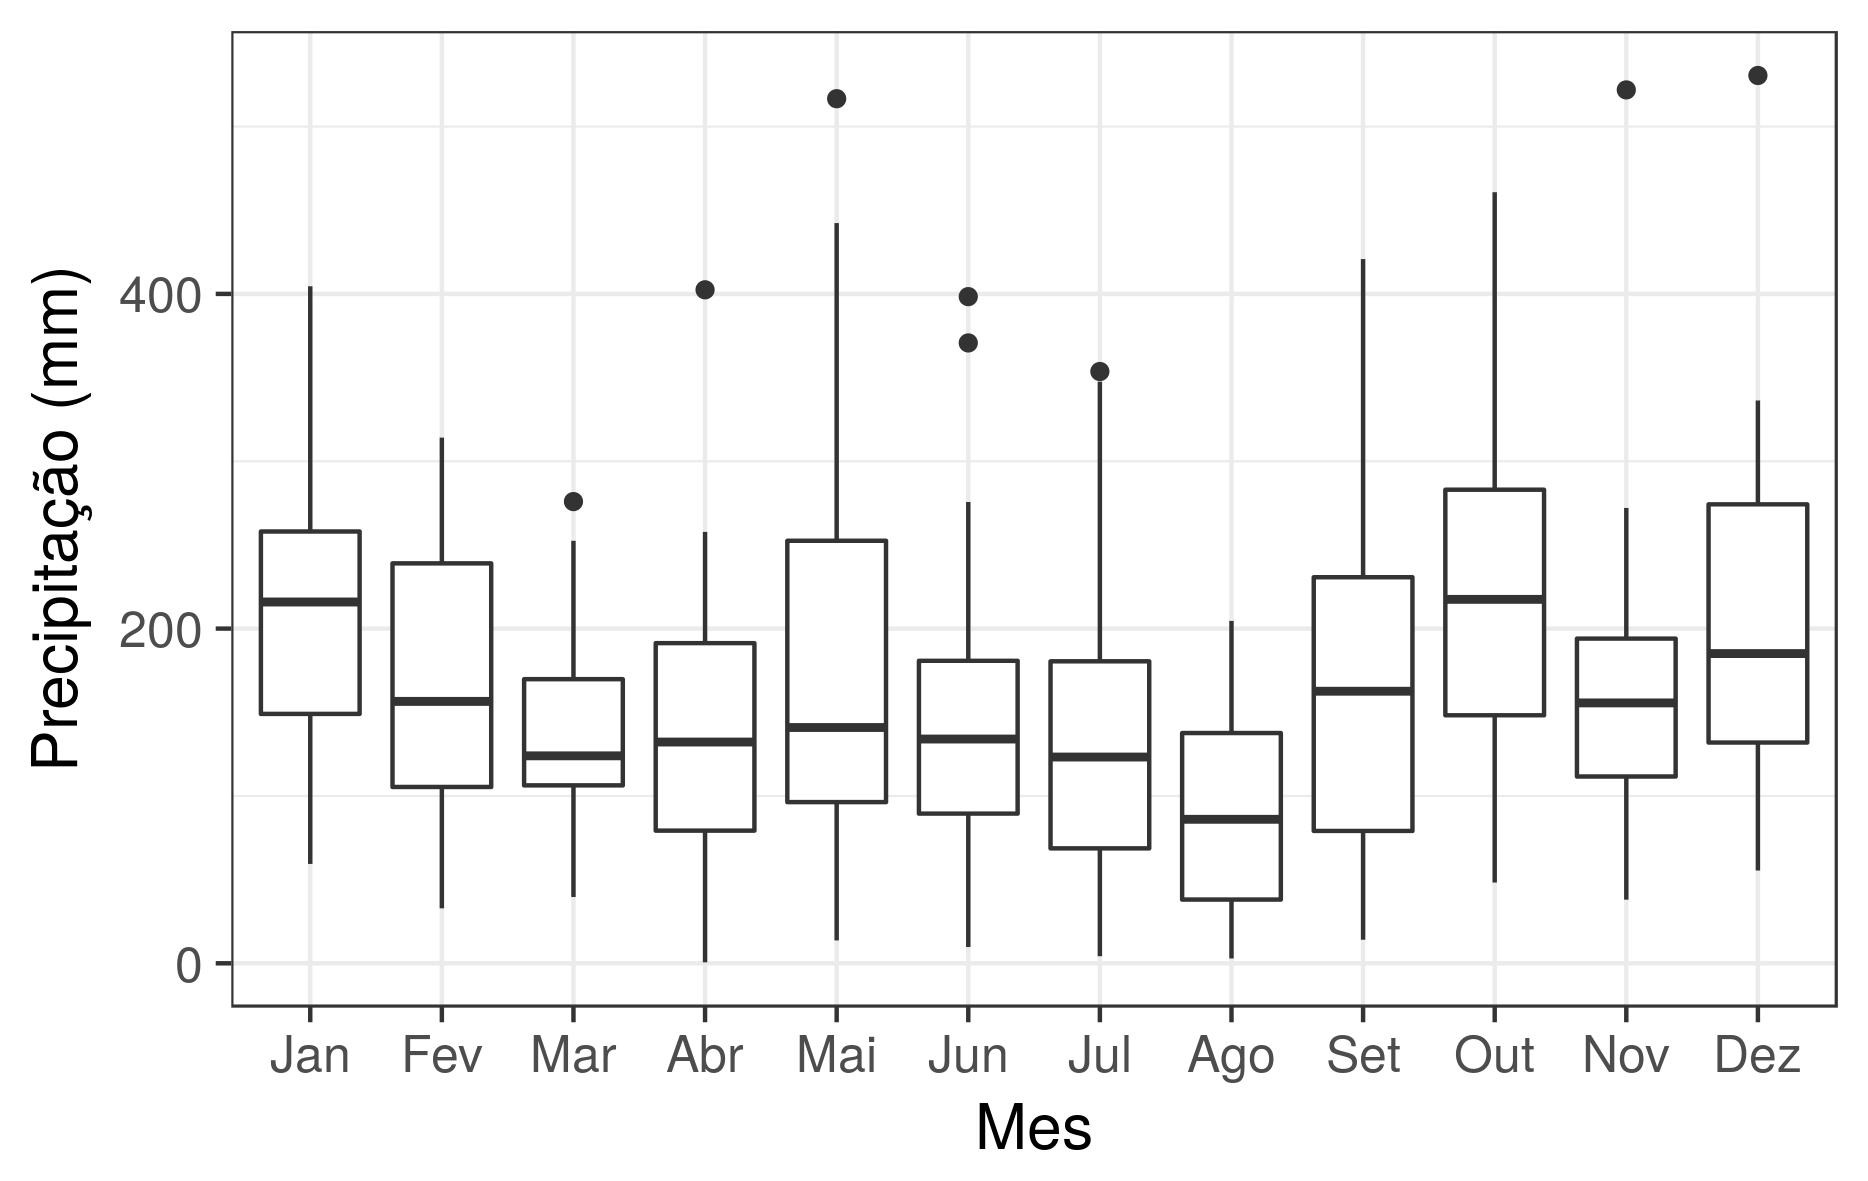 Precipitação (mm)
400
200
0
Jan Fev Mar Abr Mai Jun Jul Ago Set Out Nov Dez
Mes